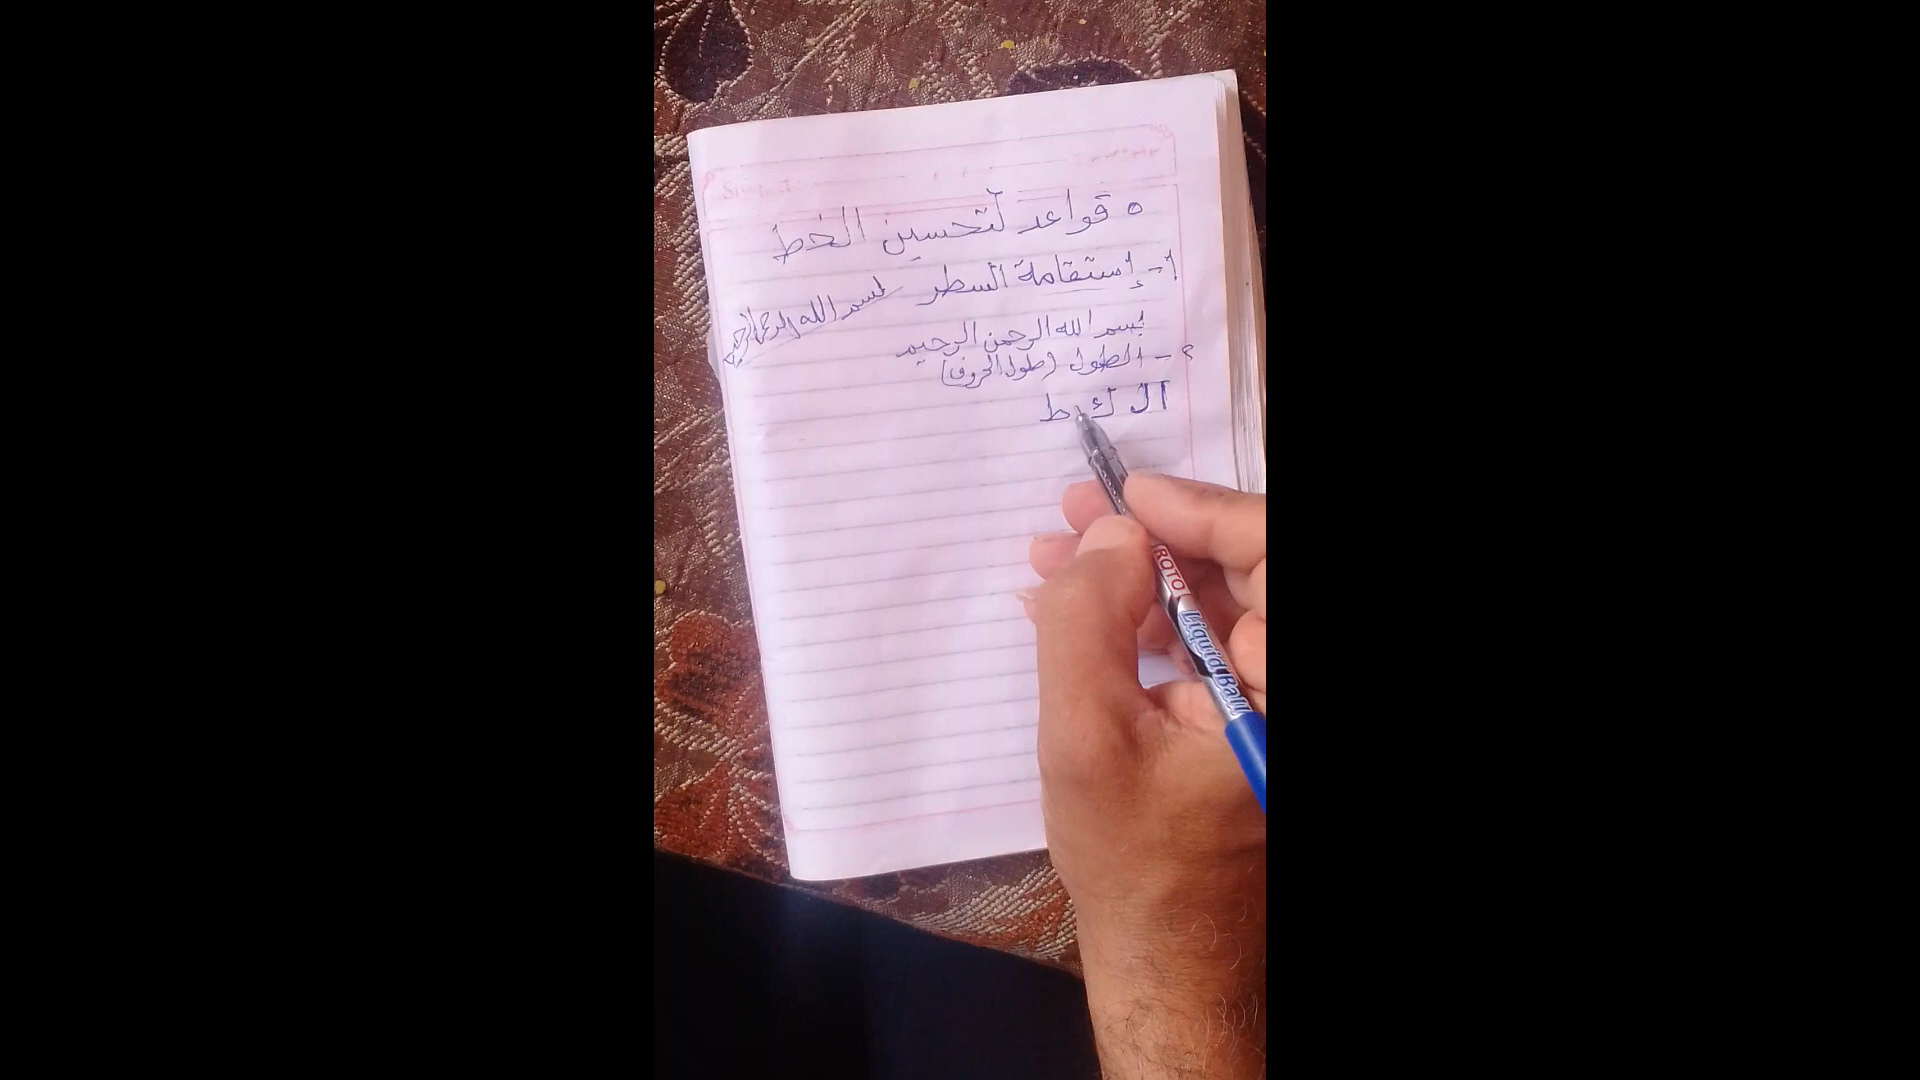 ٥ قواعد لتحسين الخط
١- إستقامة السطر بسم الله الرحمن الرحيم
بسم الله الرحمن الرحيم
٢- الطول (طول الحروف)
ا ل ك ط
ROTO Liquid Ball